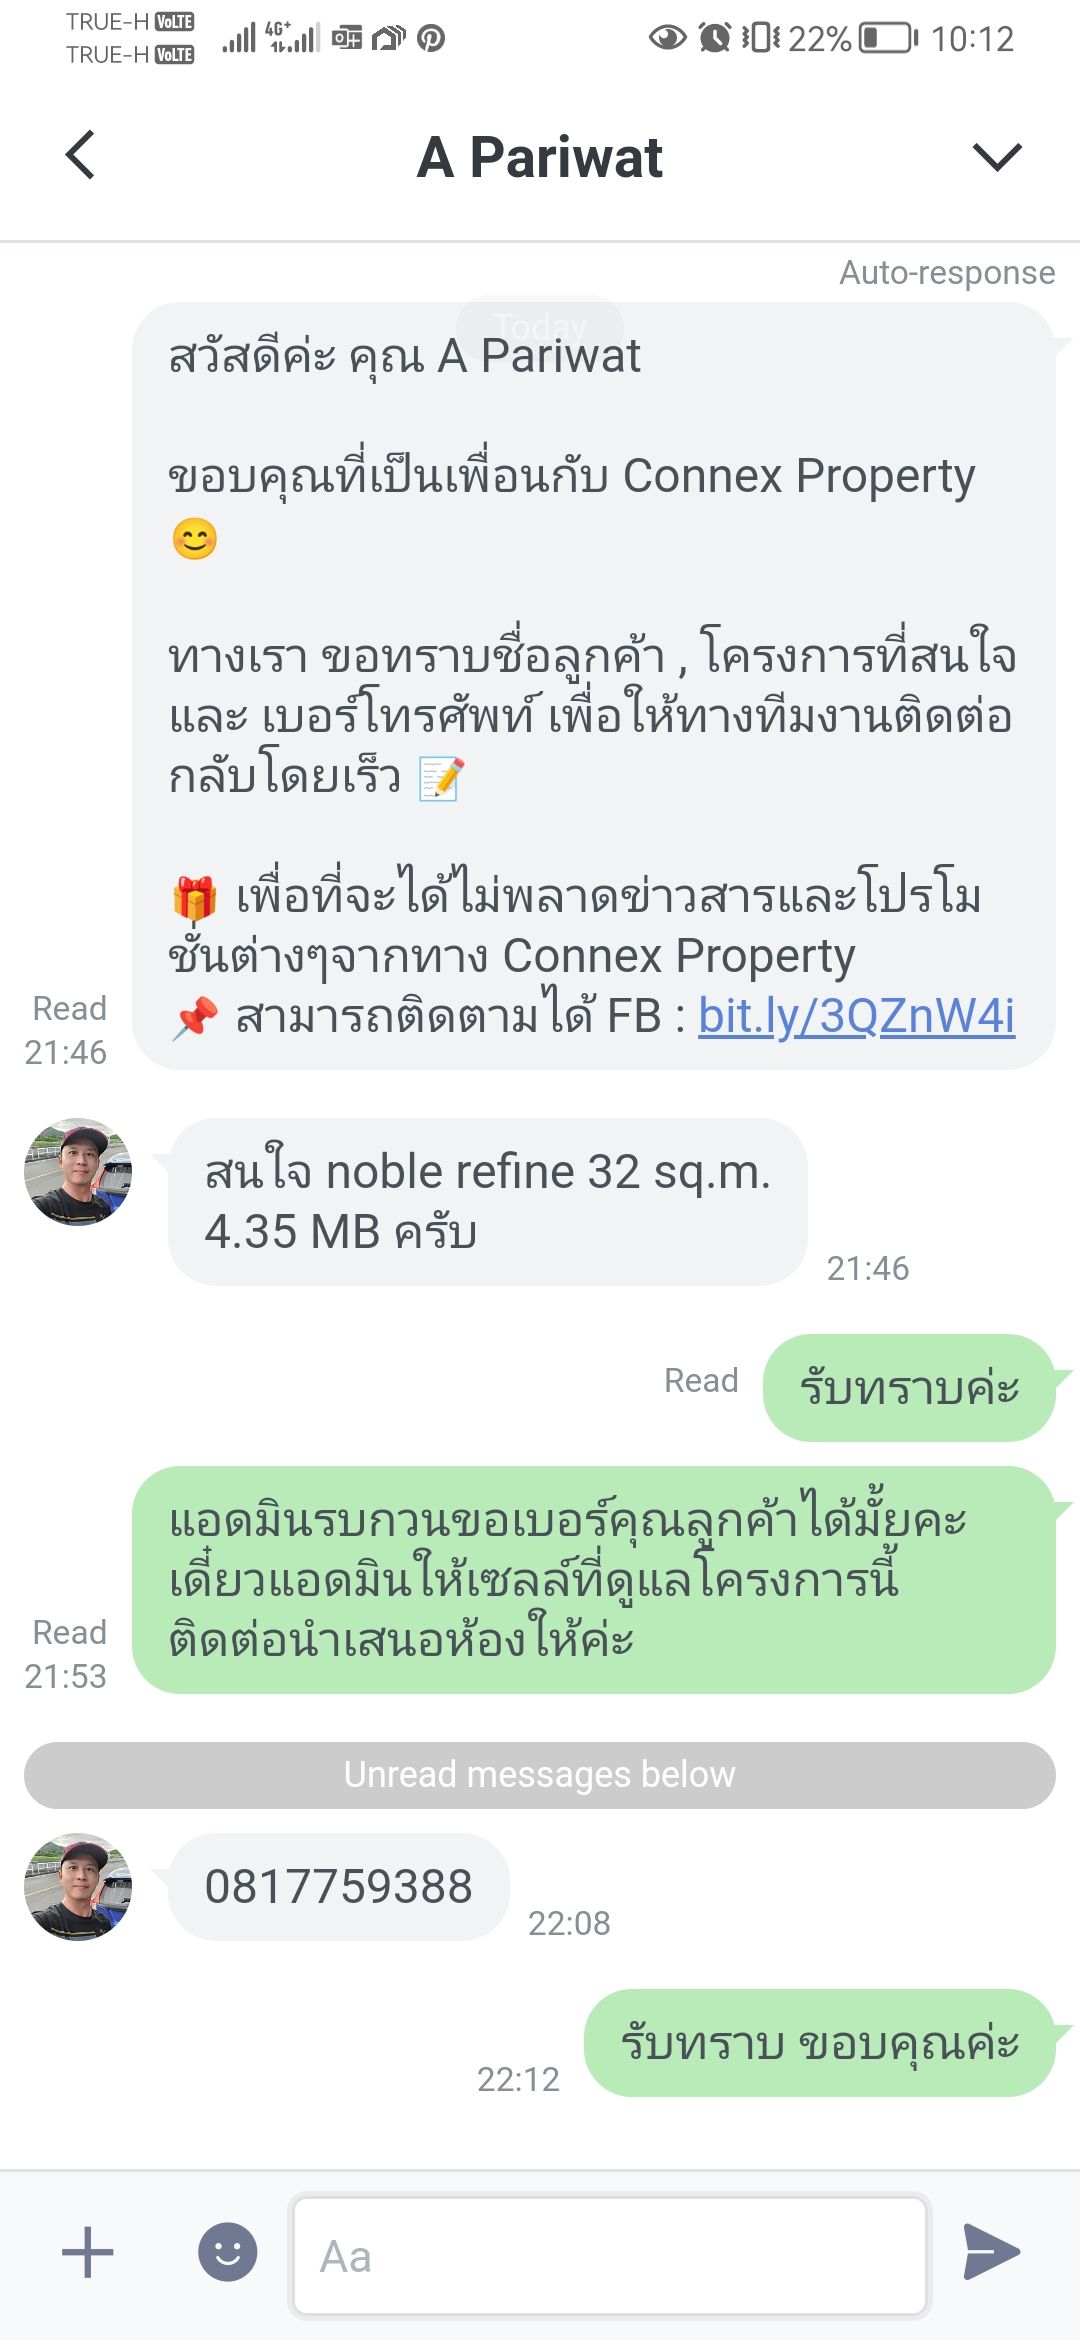 TRUE-H VoLTE
TRUE-H VoLTE
4G+
22%
10:12
A Pariwat
Auto-response
Today
สวัสดีค่ะ คุณ A Pariwat
ขอบคุณที่เป็นเพื่อนกับ Connex Property
😊
ทางเรา ขอทราบชื่อลูกค้า , โครงการที่สนใจ
และ เบอร์โทรศัพท์ เพื่อให้ทางทีมงานติดต่อ
กลับโดยเร็ว 📝
🎁 เพื่อที่จะได้ไม่พลาดข่าวสารและโปรโม
ชั่นต่างๆจากทาง Connex Property
📌 สามารถติดตามได้ FB : bit.ly/3QZnW4i
Read
21:46
สนใจ noble refine 32 sq.m.
4.35 MB ครับ
21:46
Read
รับทราบค่ะ
แอดมินรบกวนขอเบอร์คุณลูกค้าได้มั้ยคะ
เดี๋ยวแอดมินให้เซลล์ที่ดูแลโครงการนี้
ติดต่อนำเสนอห้องให้ค่ะ
Read
21:53
Unread messages below
0817759388
22:08
รับทราบ ขอบคุณค่ะ
22:12
Aa